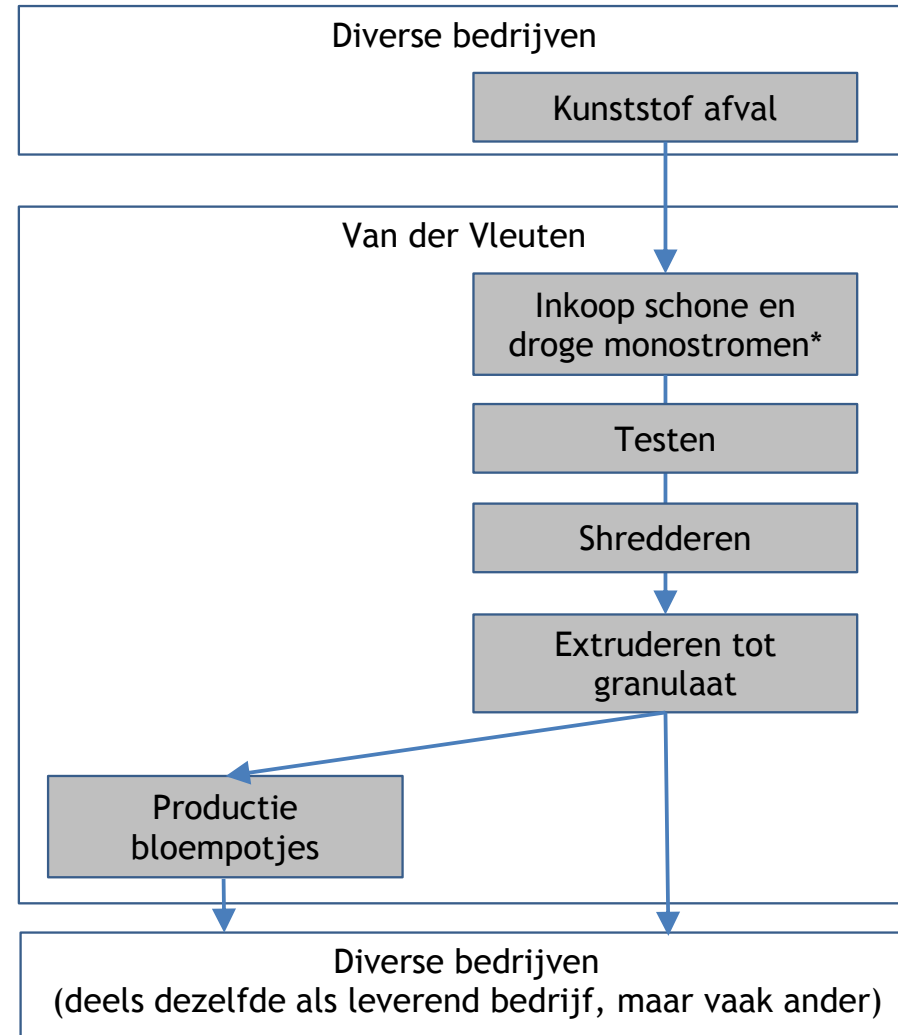 Diverse bedrijven
Kunststof afval
Van der Vleuten
Inkoop schone en
droge monostromen*
Testen
Shredderen
Extruderen tot
granulaat
Productie
bloempotjes
Diverse bedrijven
(deels dezelfde als leverend bedrijf, maar vaak ander)